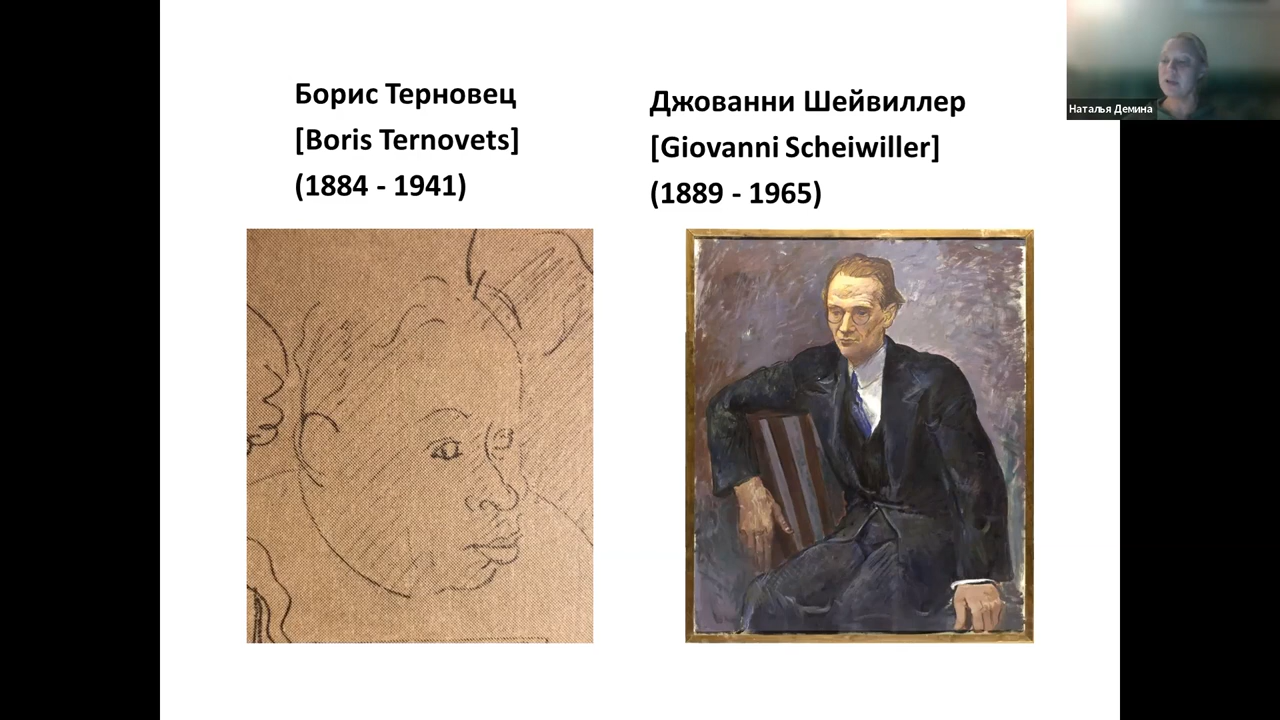 Борис Терновец
[Boris Ternovets]
(1884 - 1941)
Джованни Шейвиллер
[Giovanni Scheiwiller]
(1889 - 1965)
Наталья Демина